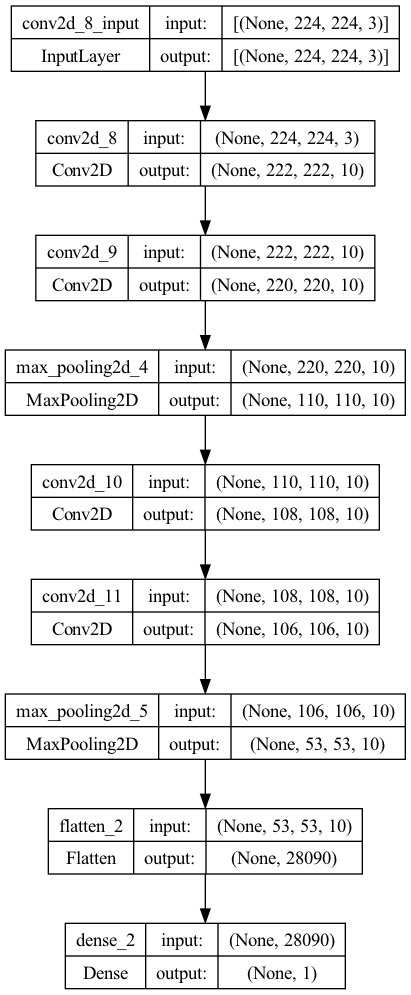 conv2d_8_input input: [(None, 224, 224, 3)]
InputLayer output: [(None, 224, 224, 3)]
conv2d_8 input: (None, 224, 224, 3)
Conv2D output: (None, 222, 222, 10)
conv2d_9 input: (None, 222, 222, 10)
Conv2D output: (None, 220, 220, 10)
max_pooling2d_4 input: (None, 220, 220, 10)
MaxPooling2D output: (None, 110, 110, 10)
conv2d_10 input: (None, 110, 110, 10)
Conv2D output: (None, 108, 108, 10)
conv2d_11 input: (None, 108, 108, 10)
Conv2D output: (None, 106, 106, 10)
max_pooling2d_5 input: (None, 106, 106, 10)
MaxPooling2D output: (None, 53, 53, 10)
flatten_2 input: (None, 53, 53, 10)
Flatten output: (None, 28090)
dense_2 input: (None, 28090)
Dense output: (None, 1)